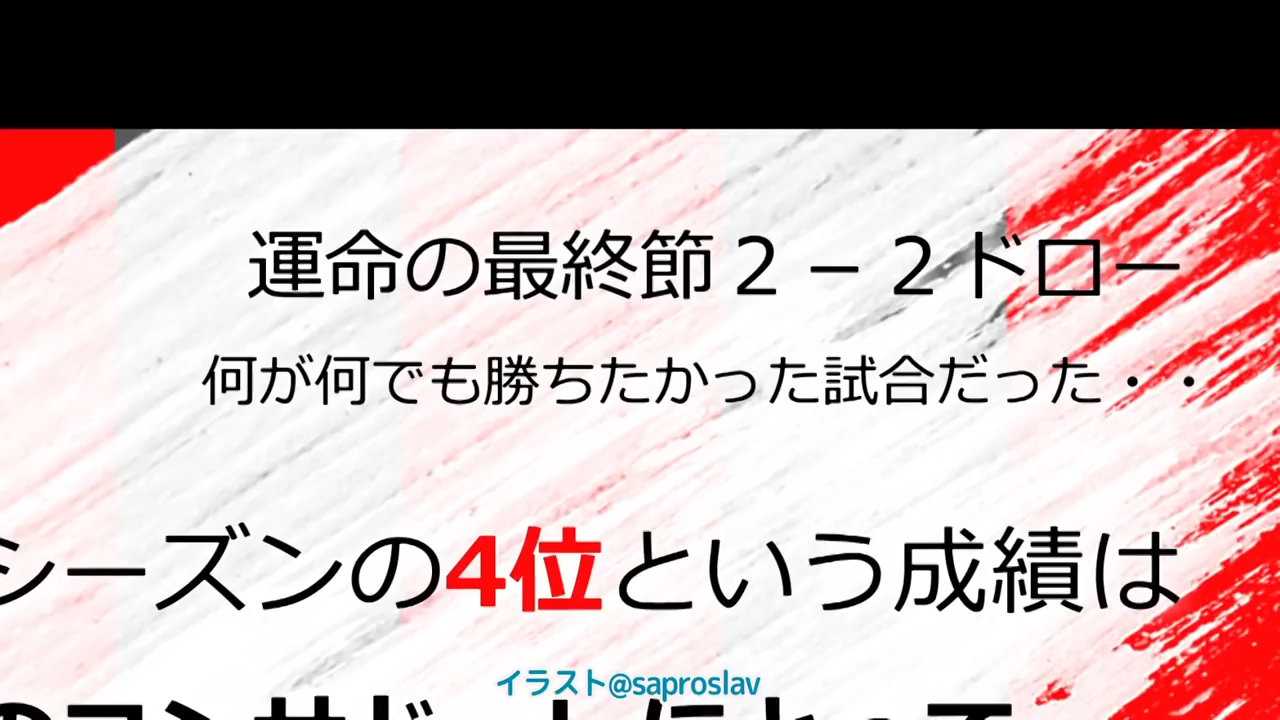 運命の最終節２－２ドロー
何が何でも勝ちたかった試合だった・・
シーズンの4位という成績は
イラスト@saproslav